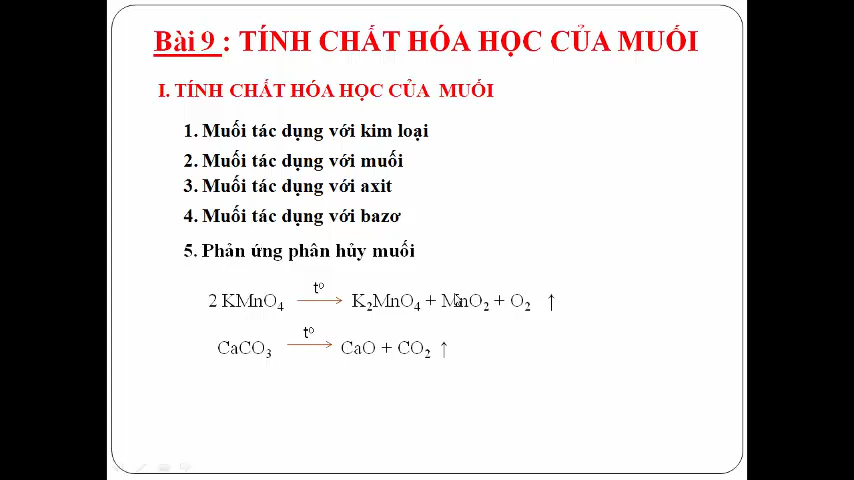 Bài 9 : TÍNH CHẤT HÓA HỌC CỦA MUỐI
I. TÍNH CHẤT HÓA HỌC CỦA MUỐI
1. Muối tác dụng với kim loại
2. Muối tác dụng với muối
3. Muối tác dụng với axit
4. Muối tác dụng với bazơ
5. Phản ứng phân hủy muối
2 KMnO₄ —tº→ K₂MnO₄ + MnO₂ + O₂ ↑
CaCO₃ —tº→ CaO + CO₂ ↑